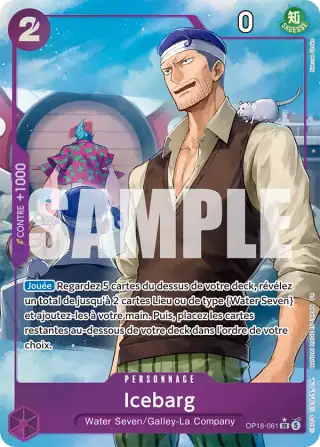 2
0
知
SAGESSE
CONTRE +1000
SAMPLE
Jouée Regardez 5 cartes du dessus de votre deck, révélez
un total de jusqu'à 2 cartes Lieu ou de type {Water Seven}
et ajoutez-les à votre main. Puis, placez les cartes
restantes au-dessous de votre deck dans l'ordre de votre
choix.
PERSONNAGE
Icebarg
Water Seven/Galley-La Company
OP18-061